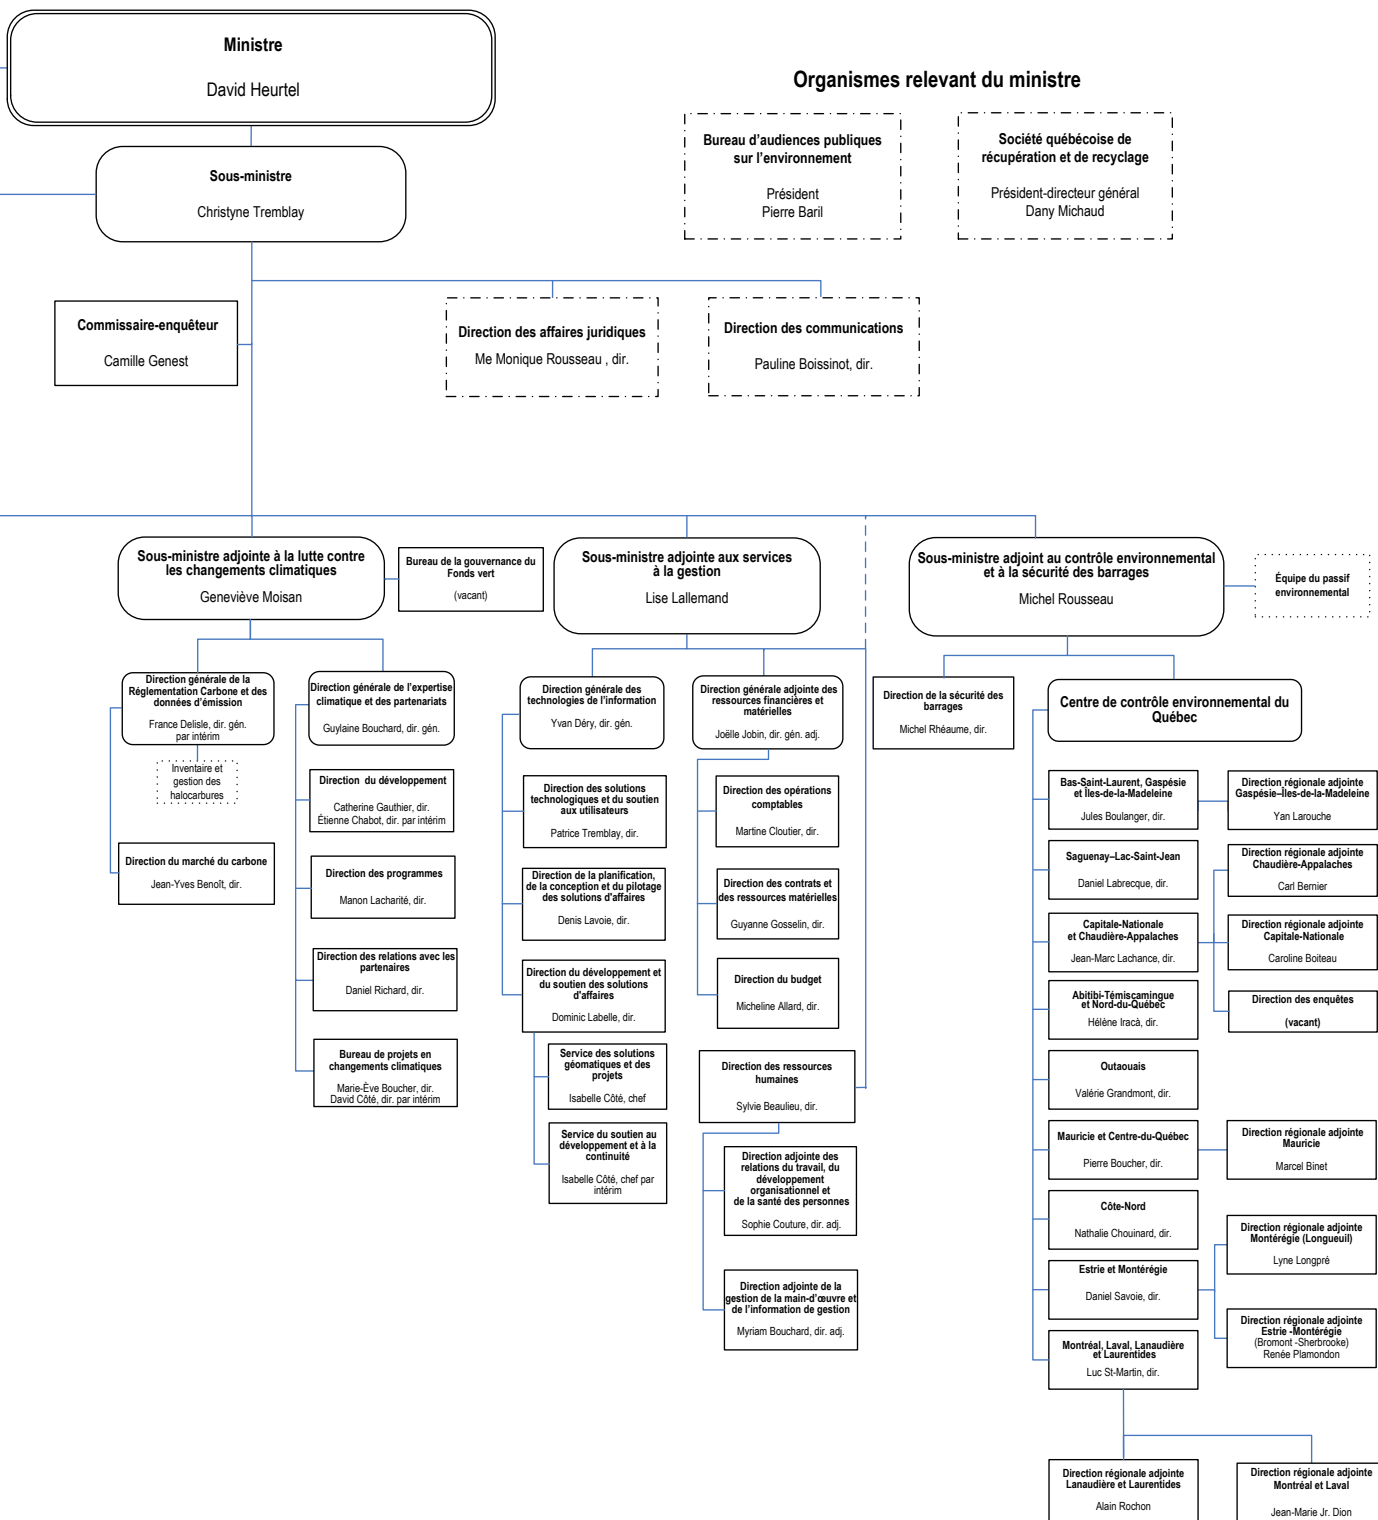 Ministre
David Heurtel
Organismes relevant du ministre
Bureau d'audiences publiques
sur l'environnement
Président
Pierre Baril
Société québécoise de
récupération et de recyclage
Président-directeur général
Dany Michaud
Sous-ministre
Christyne Tremblay
Commissaire-enquêteur
Camille Genest
Direction des affaires juridiques
Me Monique Rousseau , dir.
Direction des communications
Pauline Boissinot, dir.
Sous-ministre adjointe à la lutte contre
les changements climatiques
Geneviève Moisan
Bureau de la gouvernance du
Fonds vert
(vacant)
Sous-ministre adjointe aux services
à la gestion
Lise Lallemand
Sous-ministre adjoint au contrôle environnemental
et à la sécurité des barrages
Michel Rousseau
Équipe du passif
environnemental
Direction générale de la
Réglementation Carbone et des
données d'émission
France Delisle, dir. gén.
par intérim
Inventaire et
gestion des
halocarbures
Direction du marché du carbone
Jean-Yves Benoît, dir.
Direction générale de l'expertise
climatique et des partenariats
Guylaine Bouchard, dir. gén.
Direction du développement
Catherine Gauthier, dir.
Étienne Chabot, dir. par intérim
Direction des programmes
Manon Lacharité, dir.
Direction des relations avec les
partenaires
Daniel Richard, dir.
Bureau de projets en
changements climatiques
Marie-Ève Boucher, dir.
David Côté, dir. par intérim
Direction générale des
technologies de l'information
Yvan Déry, dir. gén.
Direction des solutions
technologiques et du soutien
aux utilisateurs
Patrice Tremblay, dir.
Direction de la planification,
de la conception et du pilotage
des solutions d'affaires
Denis Lavoie, dir.
Direction du développement et
du soutien des solutions
d'affaires
Dominic Labelle, dir.
Service des solutions
géomatiques et des
projets
Isabelle Côté, chef
Service du soutien au
développement et à la
continuité
Isabelle Côté, chef par
intérim
Direction générale adjointe des
ressources financières et
matérielles
Joëlle Jobin, dir. gén. adj.
Direction des opérations
comptables
Martine Cloutier, dir.
Direction des contrats et
des ressources matérielles
Guyanne Gosselin, dir.
Direction du budget
Micheline Allard, dir.
Direction des ressources
humaines
Sylvie Beaulieu, dir.
Direction adjointe des
relations du travail, du
développement
organisationnel et
de la santé des personnes
Sophie Couture, dir. adj.
Direction adjointe de la
gestion de la main-d'œuvre et
de l'information de gestion
Myriam Bouchard, dir. adj.
Direction de la sécurité des
barrages
Michel Rhéaume, dir.
Centre de contrôle environnemental du
Québec
Bas-Saint-Laurent, Gaspésie
et Îles-de-la-Madeleine
Jules Boulanger, dir.
Direction régionale adjointe
Gaspésie–Îles-de-la-Madeleine
Yan Larouche
Saguenay–Lac-Saint-Jean
Daniel Labrecque, dir.
Direction régionale adjointe
Chaudière-Appalaches
Carl Bernier
Capitale-Nationale
et Chaudière-Appalaches
Jean-Marc Lachance, dir.
Direction régionale adjointe
Capitale-Nationale
Caroline Boiteau
Abitibi-Témiscamingue
et Nord-du-Québec
Hélène Iracà, dir.
Direction des enquêtes
(vacant)
Outaouais
Valérie Grandmont, dir.
Mauricie et Centre-du-Québec
Pierre Boucher, dir.
Direction régionale adjointe
Mauricie
Marcel Binet
Côte-Nord
Nathalie Chouinard, dir.
Direction régionale adjointe
Montérégie (Longueuil)
Lyne Longpré
Estrie et Montérégie
Daniel Savoie, dir.
Direction régionale adjointe
Estrie -Montérégie
(Bromont -Sherbrooke)
Renée Plamondon
Montréal, Laval, Lanaudière
et Laurentides
Luc St-Martin, dir.
Direction régionale adjointe
Lanaudière et Laurentides
Alain Rochon
Direction régionale adjointe
Montréal et Laval
Jean-Marie Jr. Dion